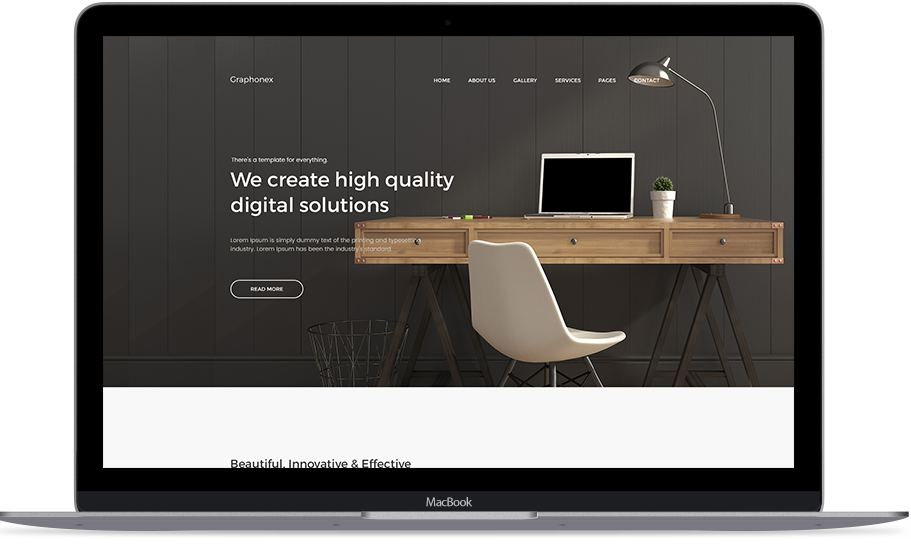 Graphonex
HOME ABOUT US GALLERY SERVICES PAGES CONTACT
There's a template for everything.
We create high quality
digital solutions
Lorem Ipsum is simply dummy text of the printing and typesetting
industry. Lorem Ipsum has been the industry's standard
READ MORE
Beautiful, Innovative & Effective
MacBook